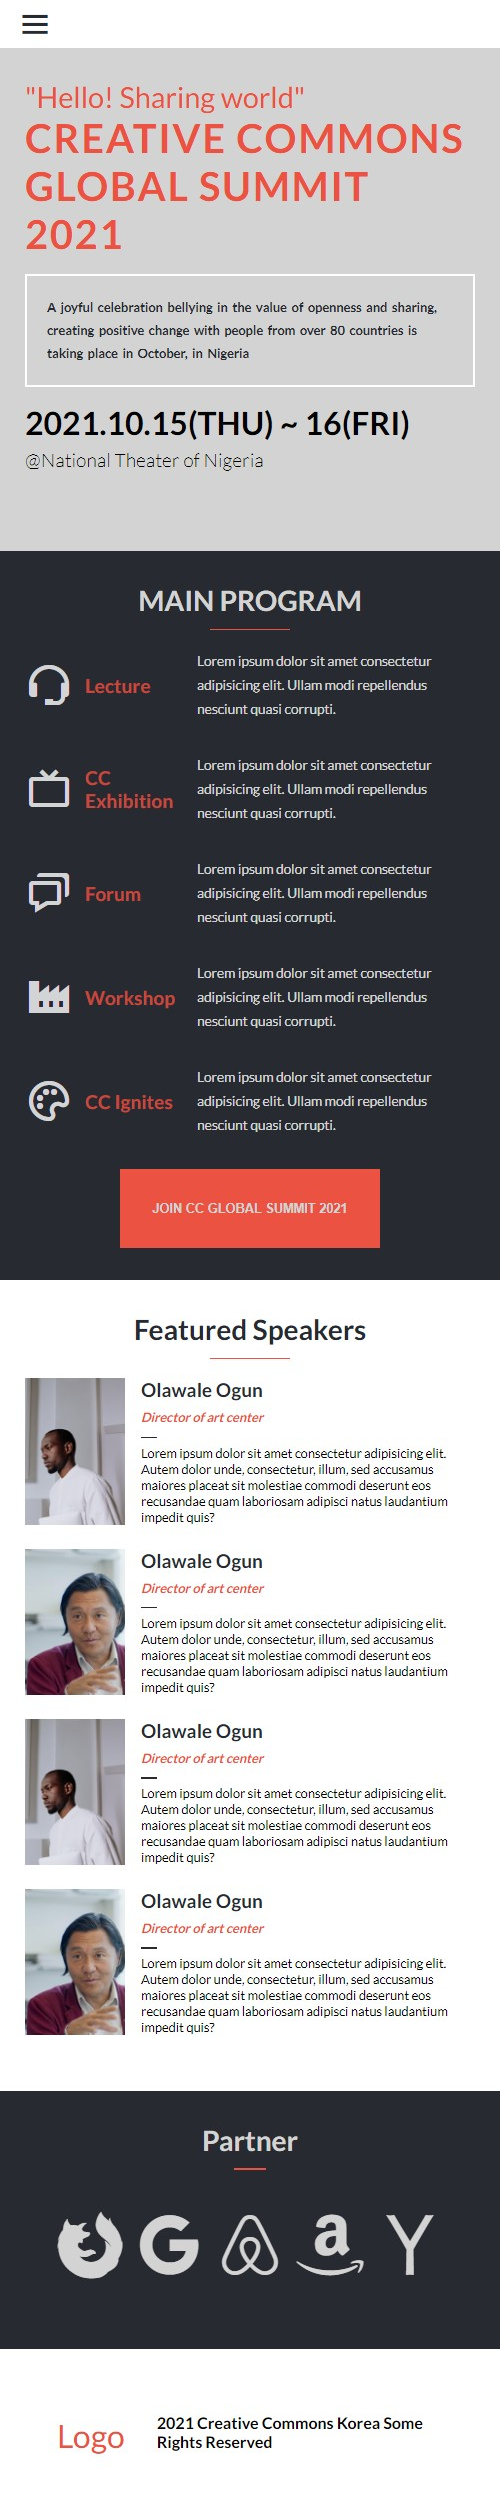 "Hello! Sharing world"
CREATIVE COMMONS
GLOBAL SUMMIT
2021
A joyful celebration bellying in the value of openness and sharing,
creating positive change with people from over 80 countries is
taking place in October, in Nigeria
2021.10.15(THU) ~ 16(FRI)
@National Theater of Nigeria
MAIN PROGRAM
Lecture
Lorem ipsum dolor sit amet consectetur
adipisicing elit. Ullam modi repellendus
nesciunt quasi corrupti.
CC
Exhibition
Lorem ipsum dolor sit amet consectetur
adipisicing elit. Ullam modi repellendus
nesciunt quasi corrupti.
Forum
Lorem ipsum dolor sit amet consectetur
adipisicing elit. Ullam modi repellendus
nesciunt quasi corrupti.
Workshop
Lorem ipsum dolor sit amet consectetur
adipisicing elit. Ullam modi repellendus
nesciunt quasi corrupti.
CC Ignites
Lorem ipsum dolor sit amet consectetur
adipisicing elit. Ullam modi repellendus
nesciunt quasi corrupti.
JOIN CC GLOBAL SUMMIT 2021
Featured Speakers
Olawale Ogun
Director of art center
Lorem ipsum dolor sit amet consectetur adipisicing elit.
Autem dolor unde, consectetur, illum, sed accusamus
maiores placeat sit molestiae commodi deserunt eos
recusandae quam laboriosam adipisci natus laudantium
impedit quis?
Olawale Ogun
Director of art center
Lorem ipsum dolor sit amet consectetur adipisicing elit.
Autem dolor unde, consectetur, illum, sed accusamus
maiores placeat sit molestiae commodi deserunt eos
recusandae quam laboriosam adipisci natus laudantium
impedit quis?
Olawale Ogun
Director of art center
Lorem ipsum dolor sit amet consectetur adipisicing elit.
Autem dolor unde, consectetur, illum, sed accusamus
maiores placeat sit molestiae commodi deserunt eos
recusandae quam laboriosam adipisci natus laudantium
impedit quis?
Olawale Ogun
Director of art center
Lorem ipsum dolor sit amet consectetur adipisicing elit.
Autem dolor unde, consectetur, illum, sed accusamus
maiores placeat sit molestiae commodi deserunt eos
recusandae quam laboriosam adipisci natus laudantium
impedit quis?
Partner
G a Y
Logo
2021 Creative Commons Korea Some
Rights Reserved